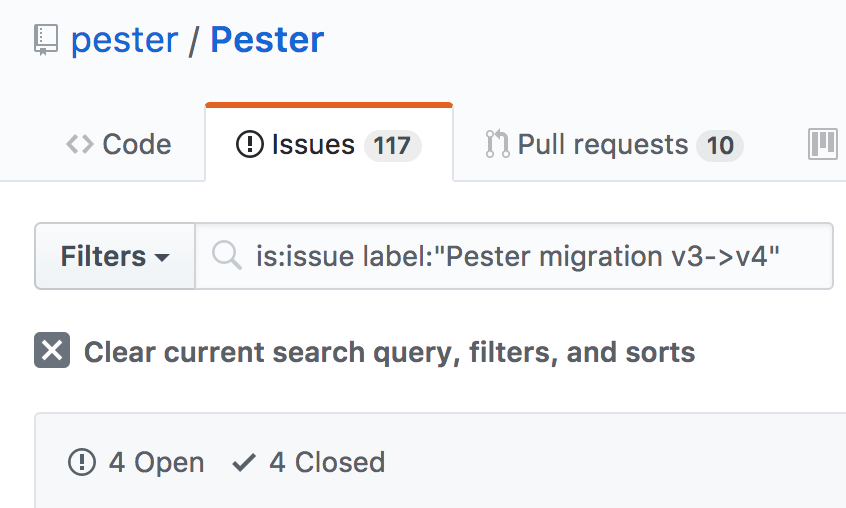 pester / Pester
Code Issues 117 Pull requests 10
Filters is:issue label:"Pester migration v3->v4"
Clear current search query, filters, and sorts
4 Open 4 Closed